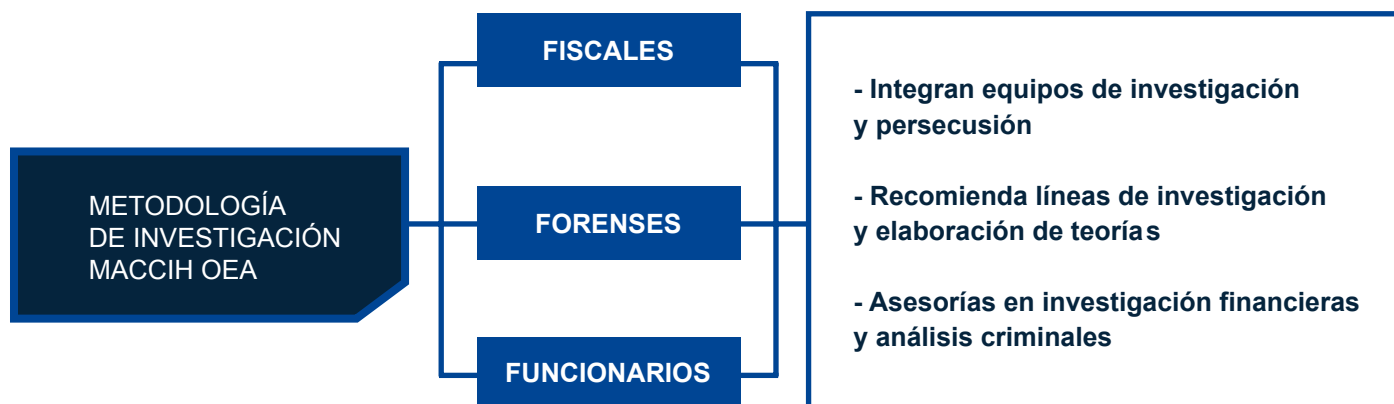 METODOLOGÍA
DE INVESTIGACIÓN
MACCIH OEA
FISCALES
FORENSES
FUNCIONARIOS
- Integran equipos de investigación
y persecusión
- Recomienda líneas de investigación
y elaboración de teorías
- Asesorías en investigación financieras
y análisis criminales